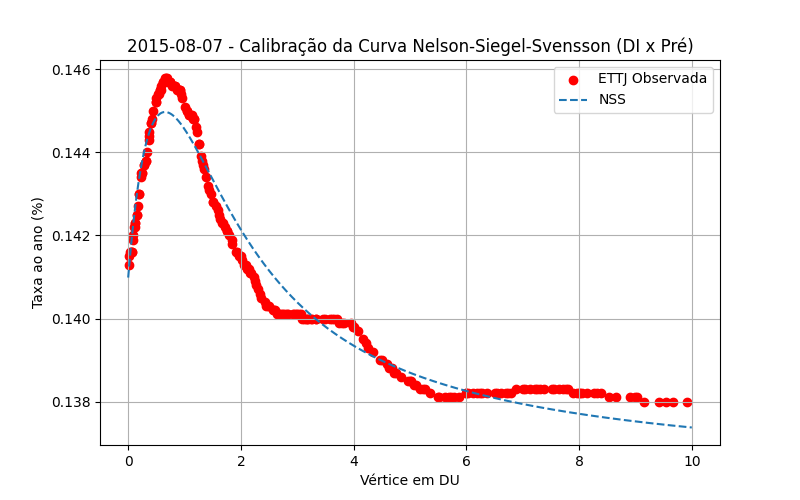 2015-08-07 - Calibração da Curva Nelson-Siegel-Svensson (DI x Pré)
ETTJ Observada
NSS
Taxa ao ano (%)
0.146
0.144
0.142
0.140
0.138
0 2 4 6 8 10
Vértice em DU